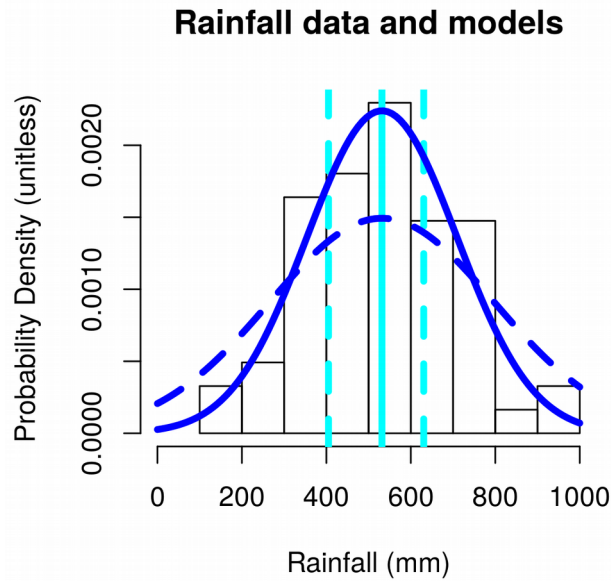 Rainfall data and models
Probability Density (unitless)
0.0020
0.0010
0.0000
0 200 400 600 800 1000
Rainfall (mm)